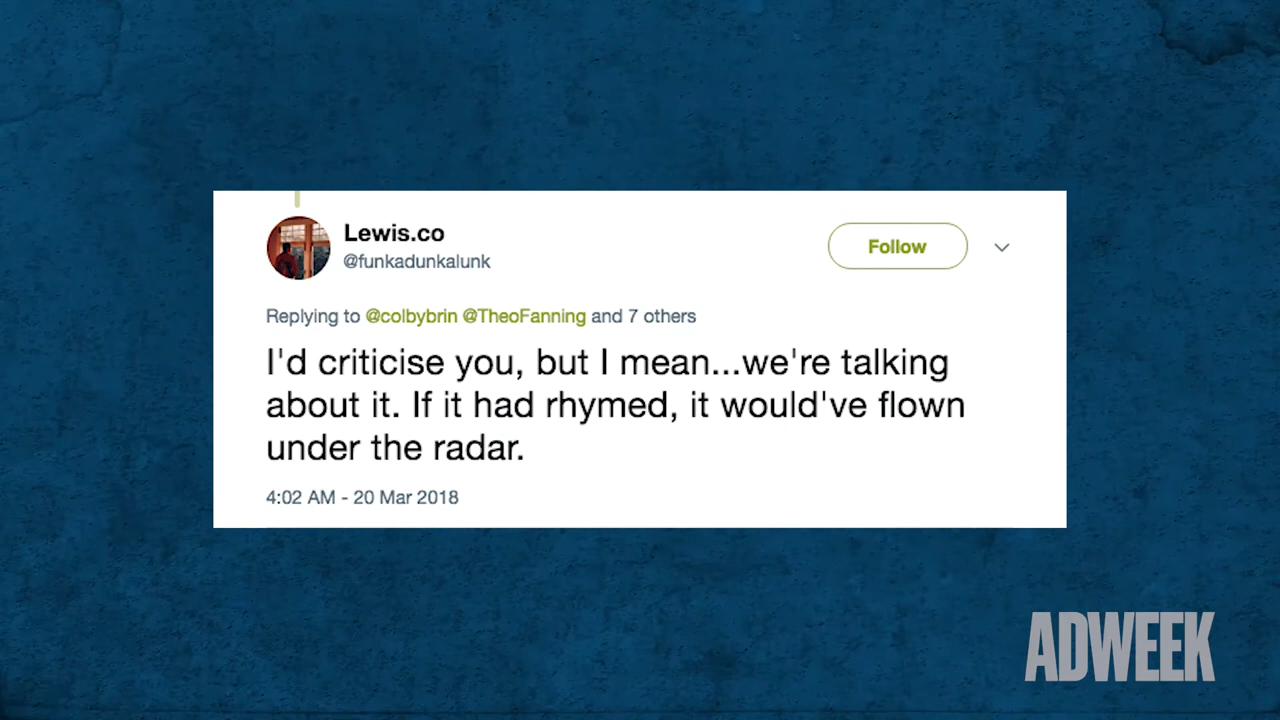 Lewis.co
@funkadunkalunk
Follow
Replying to @colbybrin @TheoFanning and 7 others
I'd criticise you, but I mean...we're talking
about it. If it had rhymed, it would've flown
under the radar.
4:02 AM - 20 Mar 2018
ADWEEK